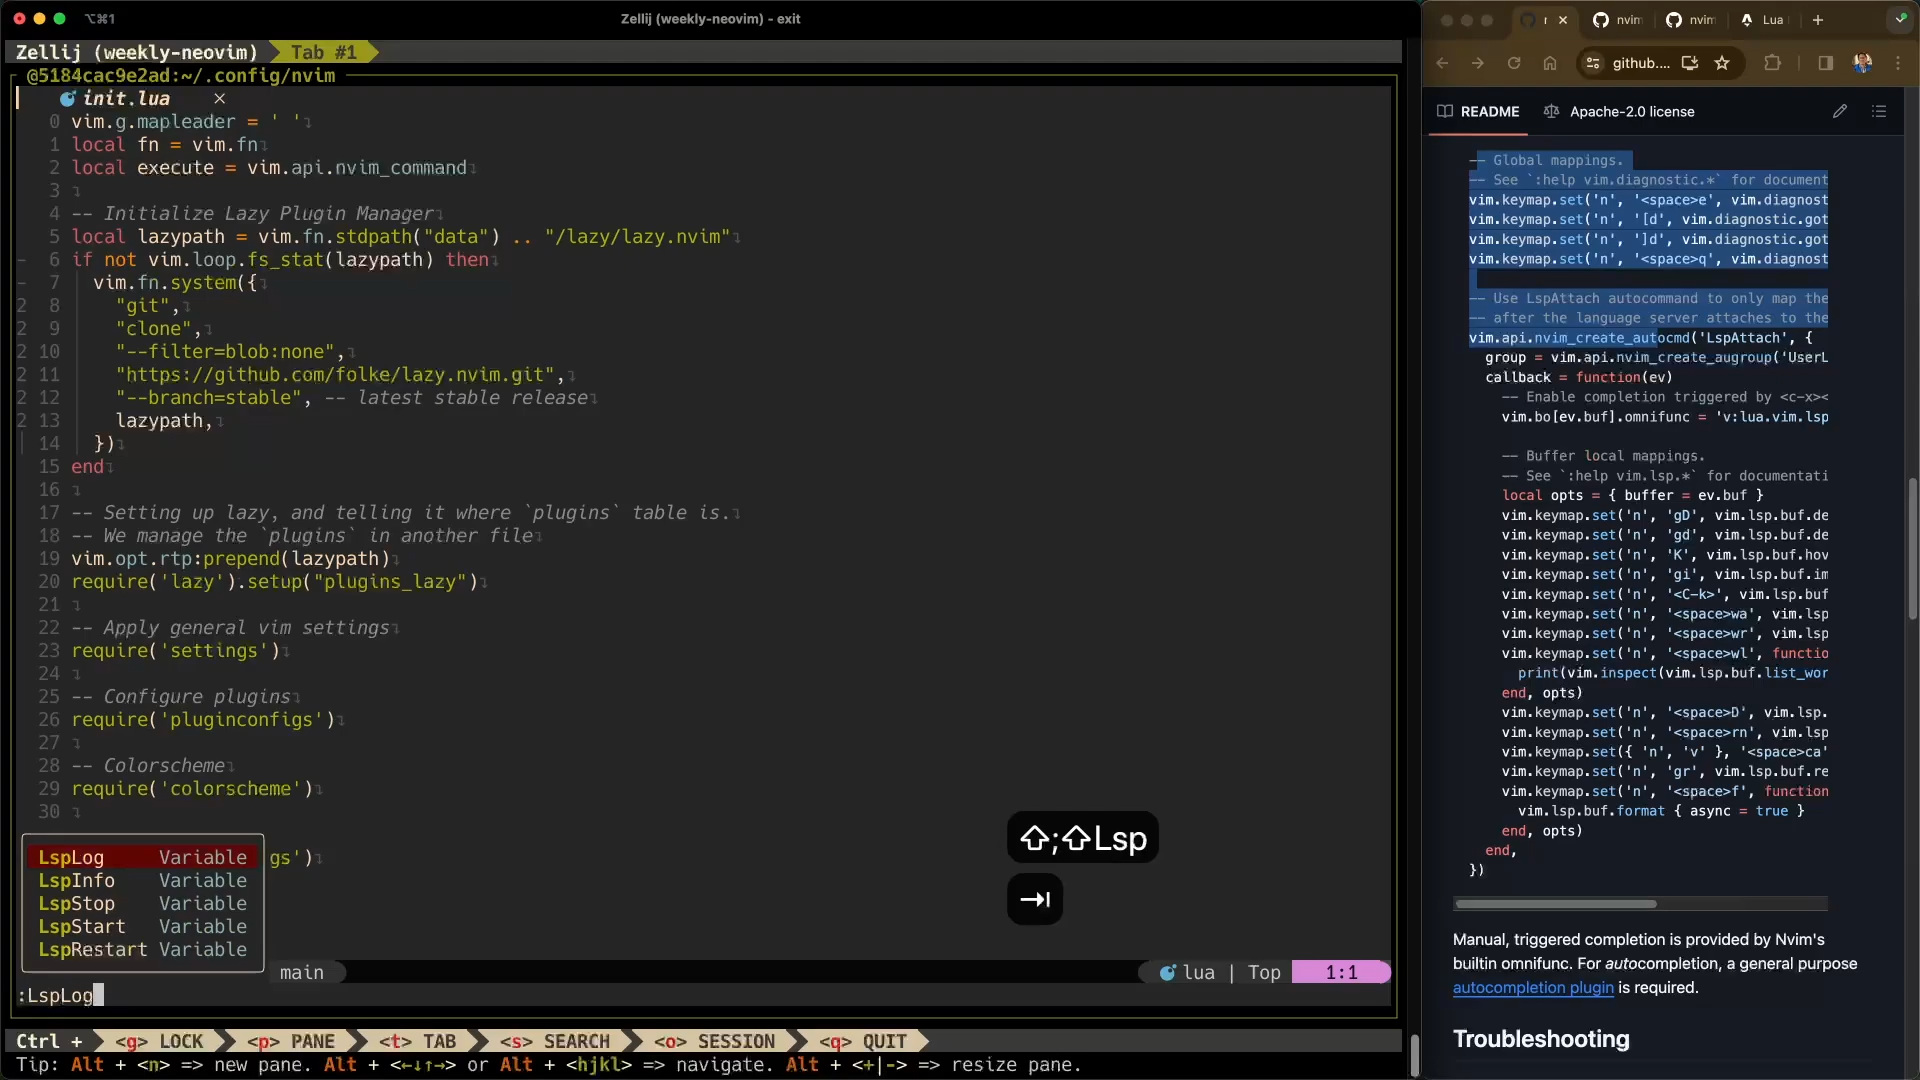 ⌥⌘1
Zellij (weekly-neovim) - exit
Zellij (weekly-neovim) Tab #1
@5184cac9e2ad:~/.config/nvim
init.lua ×
0 vim.g.mapleader = ' '
1 local fn = vim.fn
2 local execute = vim.api.nvim_command
3
4 -- Initialize Lazy Plugin Manager
5 local lazypath = vim.fn.stdpath("data") .. "/lazy/lazy.nvim"
- 6 if not vim.loop.fs_stat(lazypath) then
- 7 vim.fn.system({
2 8 "git",
2 9 "clone",
2 10 "--filter=blob:none",
2 11 "https://github.com/folke/lazy.nvim.git",
2 12 "--branch=stable", -- latest stable release
2 13 lazypath,
14 })
15 end
16
17 -- Setting up lazy, and telling it where `plugins` table is.
18 -- We manage the `plugins` in another file
19 vim.opt.rtp:prepend(lazypath)
20 require('lazy').setup("plugins_lazy")
21
22 -- Apply general vim settings
23 require('settings')
24
25 -- Configure plugins
26 require('pluginconfigs')
27
28 -- Colorscheme
29 require('colorscheme')
30
LspLog Variable gs')
LspInfo Variable
LspStop Variable
LspStart Variable
LspRestart Variable
⇧;⇧Lsp
⇥
main lua | Top 1:1
:LspLog
Ctrl + <g> LOCK <p> PANE <t> TAB <s> SEARCH <o> SESSION <q> QUIT
Tip: Alt + <n> => new pane. Alt + <←↓↑→> or Alt + <hjkl> => navigate. Alt + <+|-> => resize pane.
r × nvim nvim Lua +
github....
README Apache-2.0 license
-- Global mappings.
-- See `:help vim.diagnostic.*` for document
vim.keymap.set('n', '<space>e', vim.diagnost
vim.keymap.set('n', '[d', vim.diagnostic.got
vim.keymap.set('n', ']d', vim.diagnostic.got
vim.keymap.set('n', '<space>q', vim.diagnost
-- Use LspAttach autocommand to only map the
-- after the language server attaches to the
vim.api.nvim_create_autocmd('LspAttach', {
group = vim.api.nvim_create_augroup('UserL
callback = function(ev)
-- Enable completion triggered by <c-x><
vim.bo[ev.buf].omnifunc = 'v:lua.vim.lsp
-- Buffer local mappings.
-- See `:help vim.lsp.*` for documentati
local opts = { buffer = ev.buf }
vim.keymap.set('n', 'gD', vim.lsp.buf.de
vim.keymap.set('n', 'gd', vim.lsp.buf.de
vim.keymap.set('n', 'K', vim.lsp.buf.hov
vim.keymap.set('n', 'gi', vim.lsp.buf.im
vim.keymap.set('n', '<C-k>', vim.lsp.buf
vim.keymap.set('n', '<space>wa', vim.lsp
vim.keymap.set('n', '<space>wr', vim.lsp
vim.keymap.set('n', '<space>wl', functio
print(vim.inspect(vim.lsp.buf.list_wor
end, opts)
vim.keymap.set('n', '<space>D', vim.lsp.
vim.keymap.set('n', '<space>rn', vim.lsp
vim.keymap.set({ 'n', 'v' }, '<space>ca'
vim.keymap.set('n', 'gr', vim.lsp.buf.re
vim.keymap.set('n', '<space>f', function
vim.lsp.buf.format { async = true }
end, opts)
end,
})
Manual, triggered completion is provided by Nvim's
builtin omnifunc. For autocompletion, a general purpose
autocompletion plugin is required.
Troubleshooting